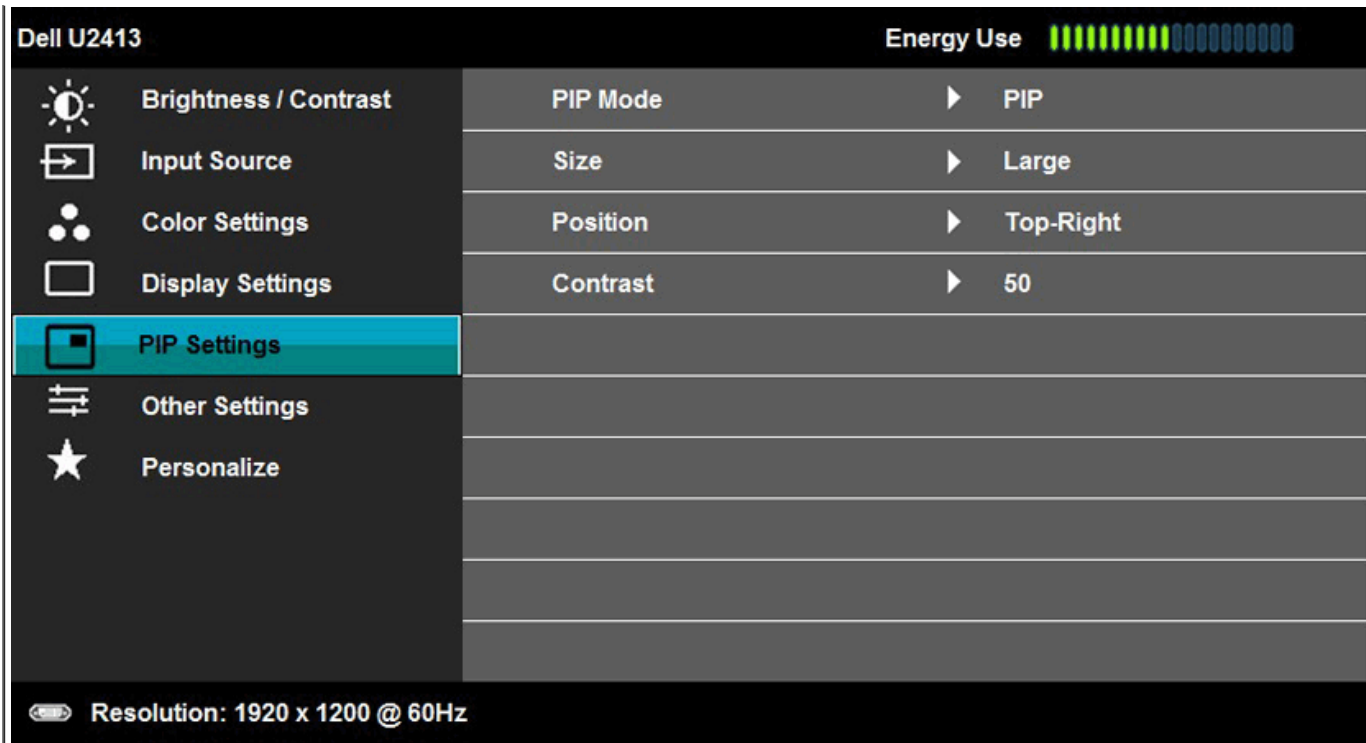 Dell U2413 Energy Use
Brightness / Contrast PIP Mode PIP
Input Source Size Large
Color Settings Position Top-Right
Display Settings Contrast 50
PIP Settings
Other Settings
Personalize
Resolution: 1920 x 1200 @ 60Hz